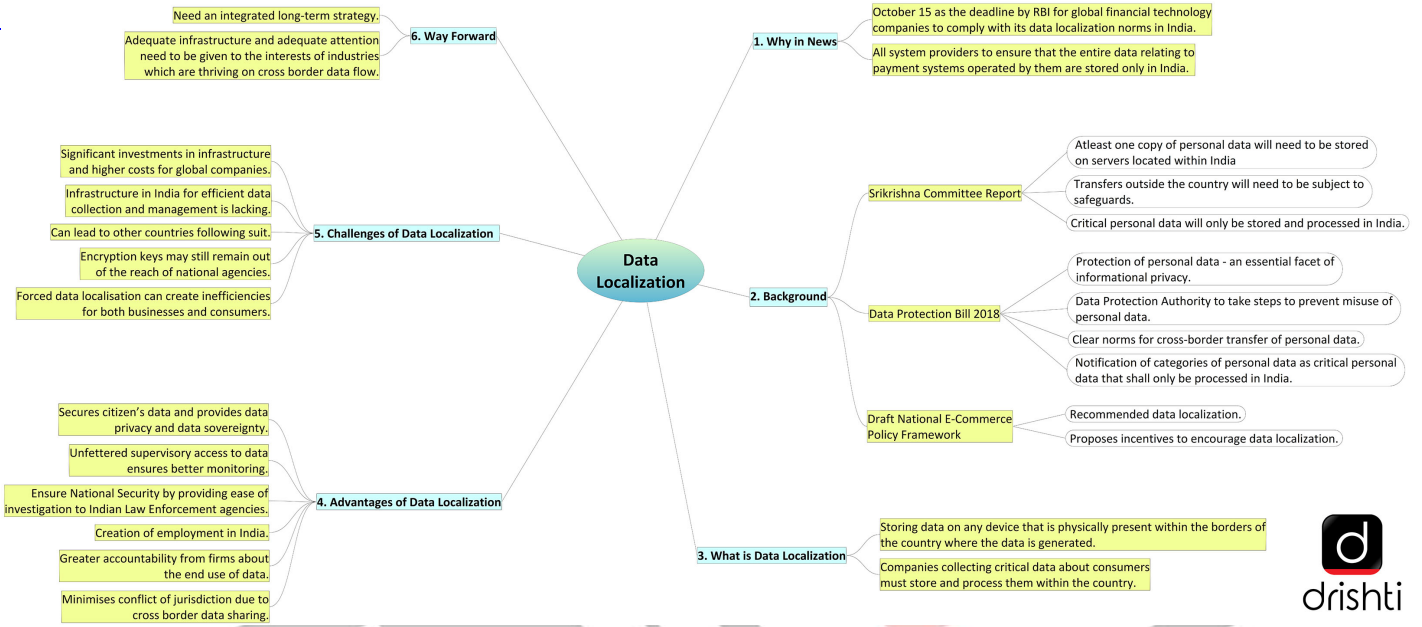 Data
Localization
1. Why in News
October 15 as the deadline by RBI for global financial technology
companies to comply with its data localization norms in India.
All system providers to ensure that the entire data relating to
payment systems operated by them are stored only in India.
2. Background
Srikrishna Committee Report
Atleast one copy of personal data will need to be stored
on servers located within India
Transfers outside the country will need to be subject to
safeguards.
Critical personal data will only be stored and processed in India.
Data Protection Bill 2018
Protection of personal data - an essential facet of
informational privacy.
Data Protection Authority to take steps to prevent misuse of
personal data.
Clear norms for cross-border transfer of personal data.
Notification of categories of personal data as critical personal
data that shall only be processed in India.
Draft National E-Commerce
Policy Framework
Recommended data localization.
Proposes incentives to encourage data localization.
3. What is Data Localization
Storing data on any device that is physically present within the borders of
the country where the data is generated.
Companies collecting critical data about consumers
must store and process them within the country.
4. Advantages of Data Localization
Secures citizen’s data and provides data
privacy and data sovereignty.
Unfettered supervisory access to data
ensures better monitoring.
Ensure National Security by providing ease of
investigation to Indian Law Enforcement agencies.
Creation of employment in India.
Greater accountability from firms about
the end use of data.
Minimises conflict of jurisdiction due to
cross border data sharing.
5. Challenges of Data Localization
Significant investments in infrastructure
and higher costs for global companies.
Infrastructure in India for efficient data
collection and management is lacking.
Can lead to other countries following suit.
Encryption keys may still remain out
of the reach of national agencies.
Forced data localisation can create inefficiencies
for both businesses and consumers.
6. Way Forward
Need an integrated long-term strategy.
Adequate infrastructure and adequate attention
need to be given to the interests of industries
which are thriving on cross border data flow.
d
drishti